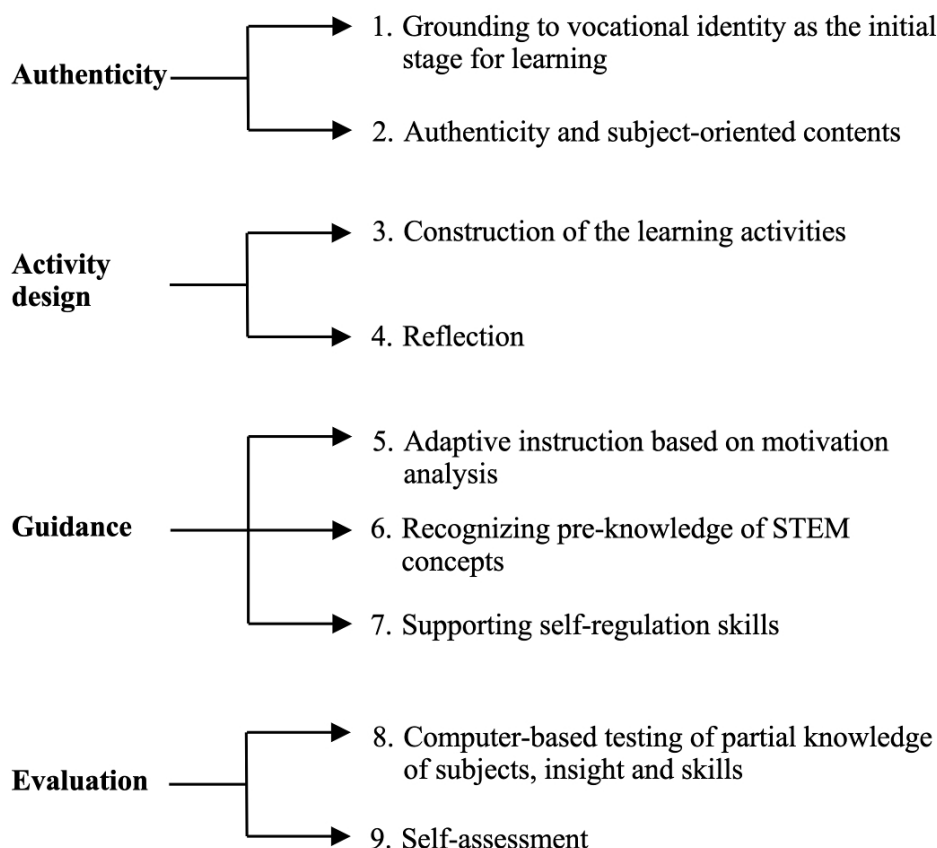 Authenticity
1. Grounding to vocational identity as the initial
stage for learning
2. Authenticity and subject-oriented contents
Activity
design
3. Construction of the learning activities
4. Reflection
Guidance
5. Adaptive instruction based on motivation
analysis
6. Recognizing pre-knowledge of STEM
concepts
7. Supporting self-regulation skills
Evaluation
8. Computer-based testing of partial knowledge
of subjects, insight and skills
9. Self-assessment